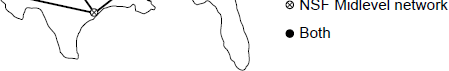 ⊗ NSF Midlevel network
● Both